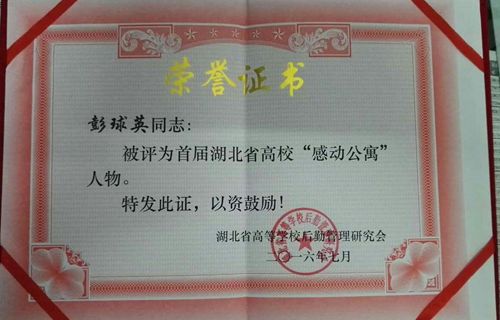 荣誉证书
彭球英同志：
被评为首届湖北省高校“感动公寓”
人物。
特发此证，以资鼓励！
湖北省高等学校后勤管理研究会
二〇一六年七月